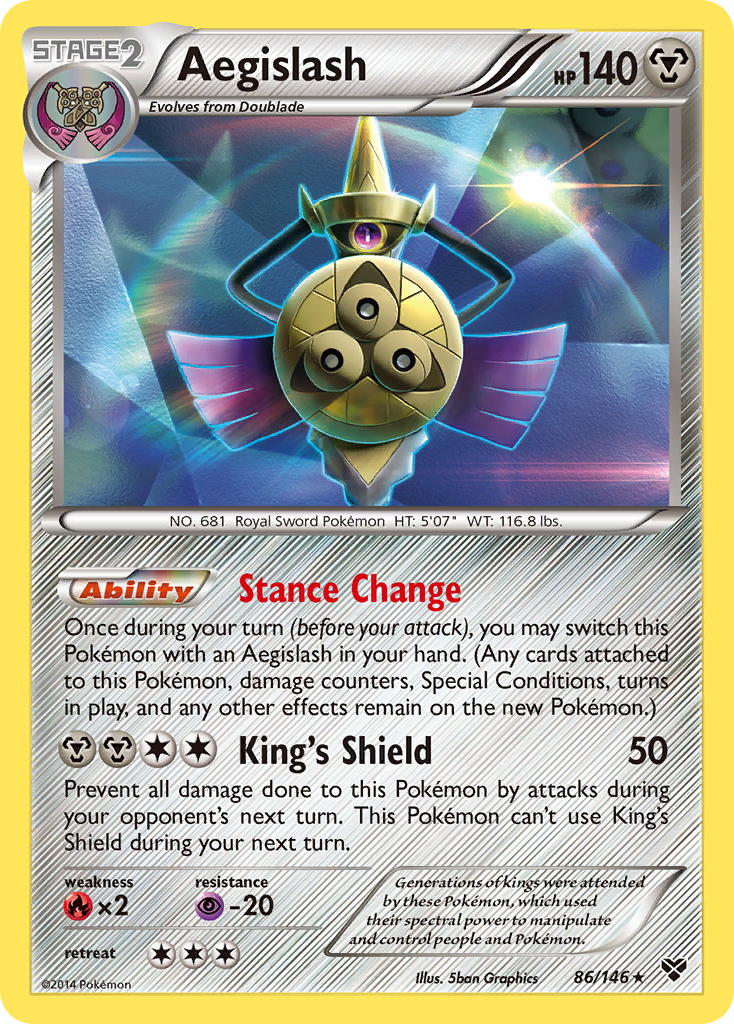 STAGE2
Aegislash
HP140
Evolves from Doublade
NO. 681 Royal Sword Pokémon HT: 5'07" WT: 116.8 lbs.
Ability Stance Change
Once during your turn (before your attack), you may switch this
Pokémon with an Aegislash in your hand. (Any cards attached
to this Pokémon, damage counters, Special Conditions, turns
in play, and any other effects remain on the new Pokémon.)
King's Shield 50
Prevent all damage done to this Pokémon by attacks during
your opponent's next turn. This Pokémon can't use King's
Shield during your next turn.
weakness
×2
resistance
-20
retreat
Generations of kings were attended
by these Pokémon, which used
their spectral power to manipulate
and control people and Pokémon.
©2014 Pokémon
Illus. 5ban Graphics
86/146★
XY